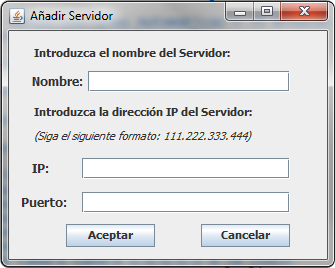 Añadir Servidor
Introduzca el nombre del Servidor:
Nombre:
Introduzca la dirección IP del Servidor:
(Siga el siguiente formato: 111.222.333.444)
IP:
Puerto:
Aceptar Cancelar